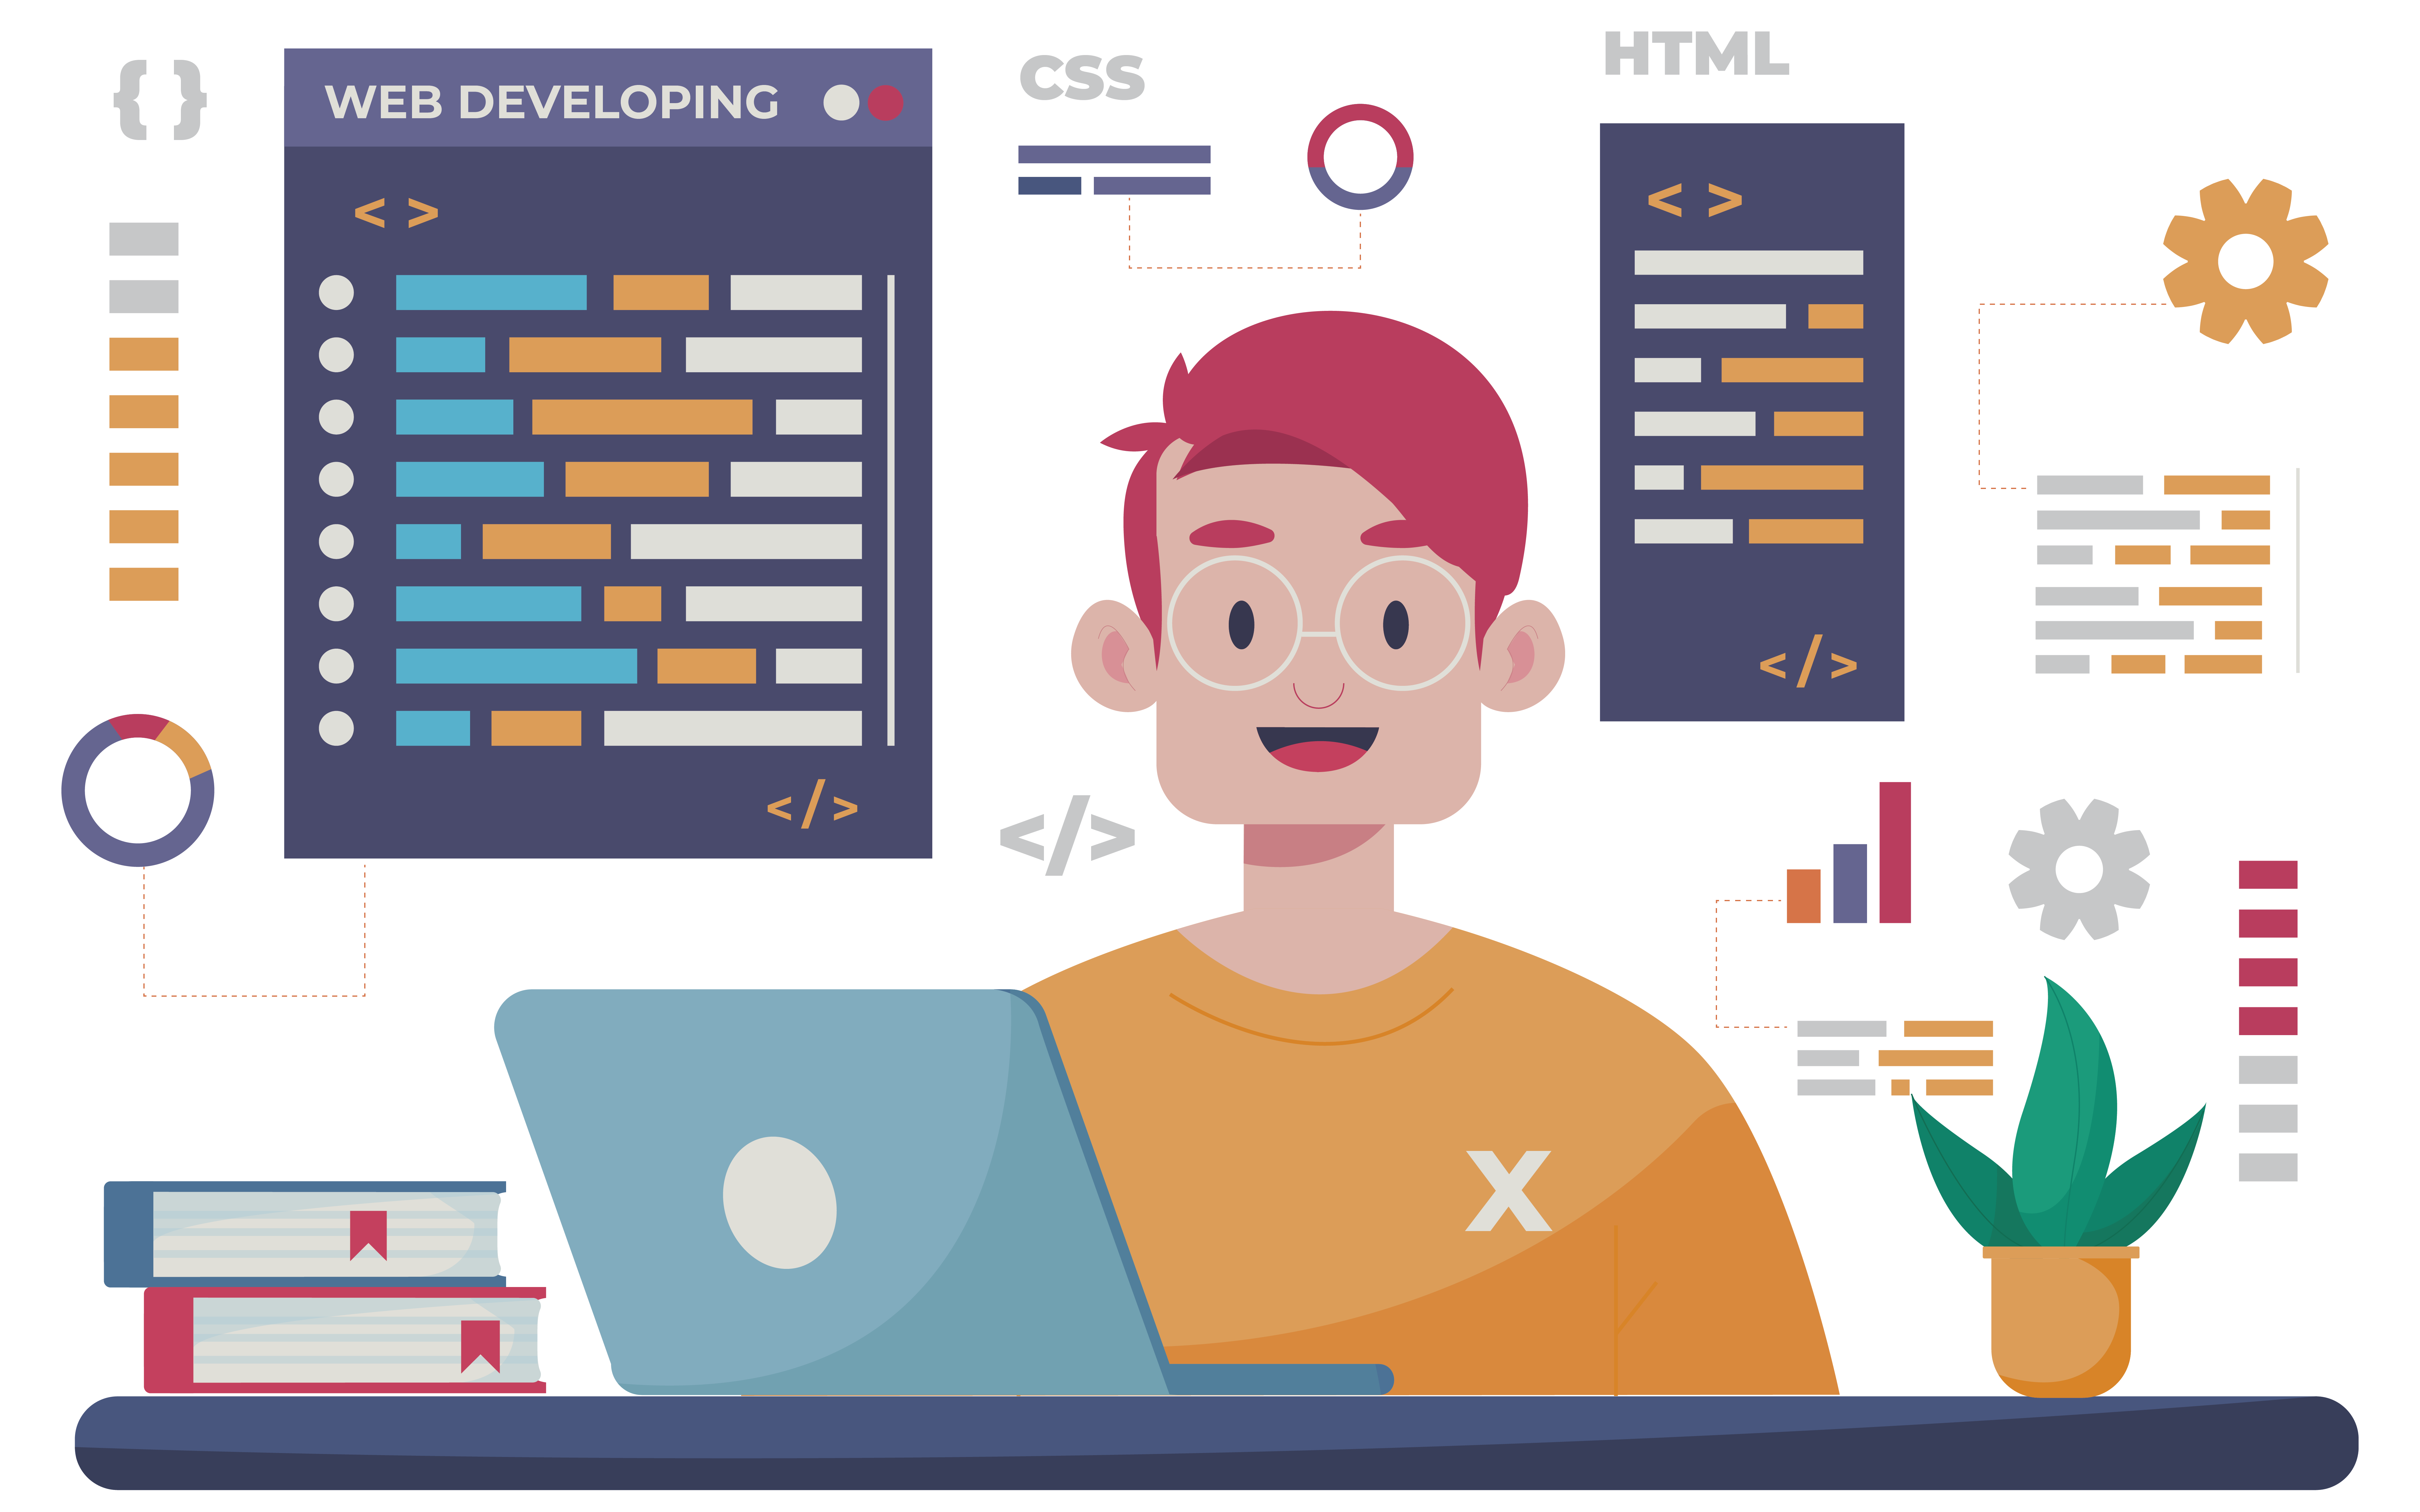 { }
WEB DEVELOPING
CSS
HTML
< >
< >
</>
</>
</>
X